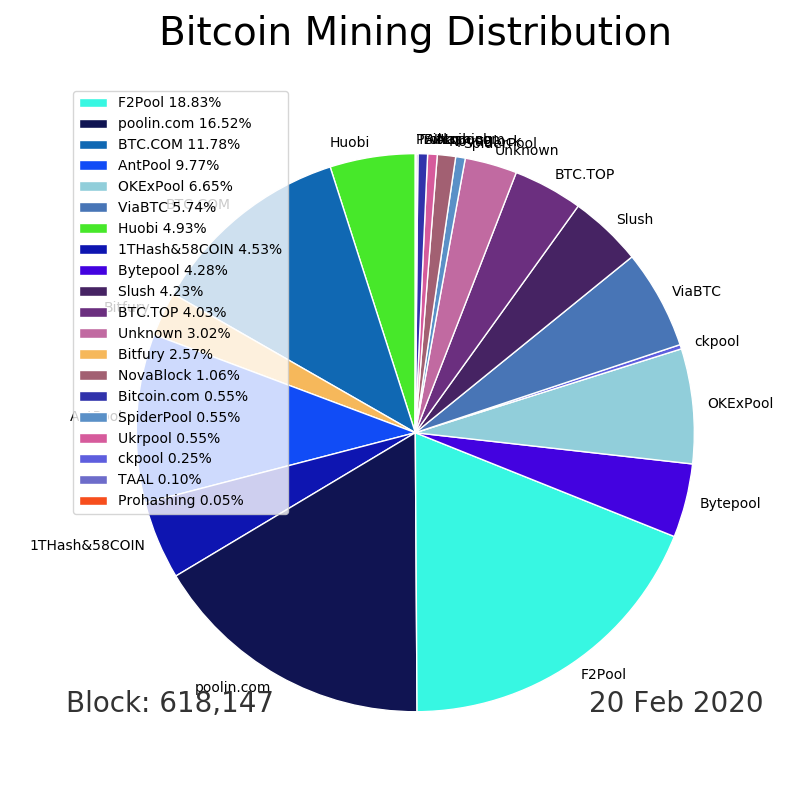 Bitcoin Mining Distribution
F2Pool 18.83%
poolin.com 16.52%
BTC.COM 11.78%
AntPool 9.77%
OKExPool 6.65%
ViaBTC 5.74%
Huobi 4.93%
1THash&58COIN 4.53%
Bytepool 4.28%
Slush 4.23%
BTC.TOP 4.03%
Unknown 3.02%
Bitfury 2.57%
NovaBlock 1.06%
Bitcoin.com 0.55%
SpiderPool 0.55%
Ukrpool 0.55%
ckpool 0.25%
TAAL 0.10%
Prohashing 0.05%
Huobi
SpiderPool
Unknown
BTC.TOP
Slush
ViaBTC
ckpool
OKExPool
Bytepool
F2Pool
poolin.com
1THash&58COIN
BTC.COM
Bitfury
Block: 618,147
20 Feb 2020